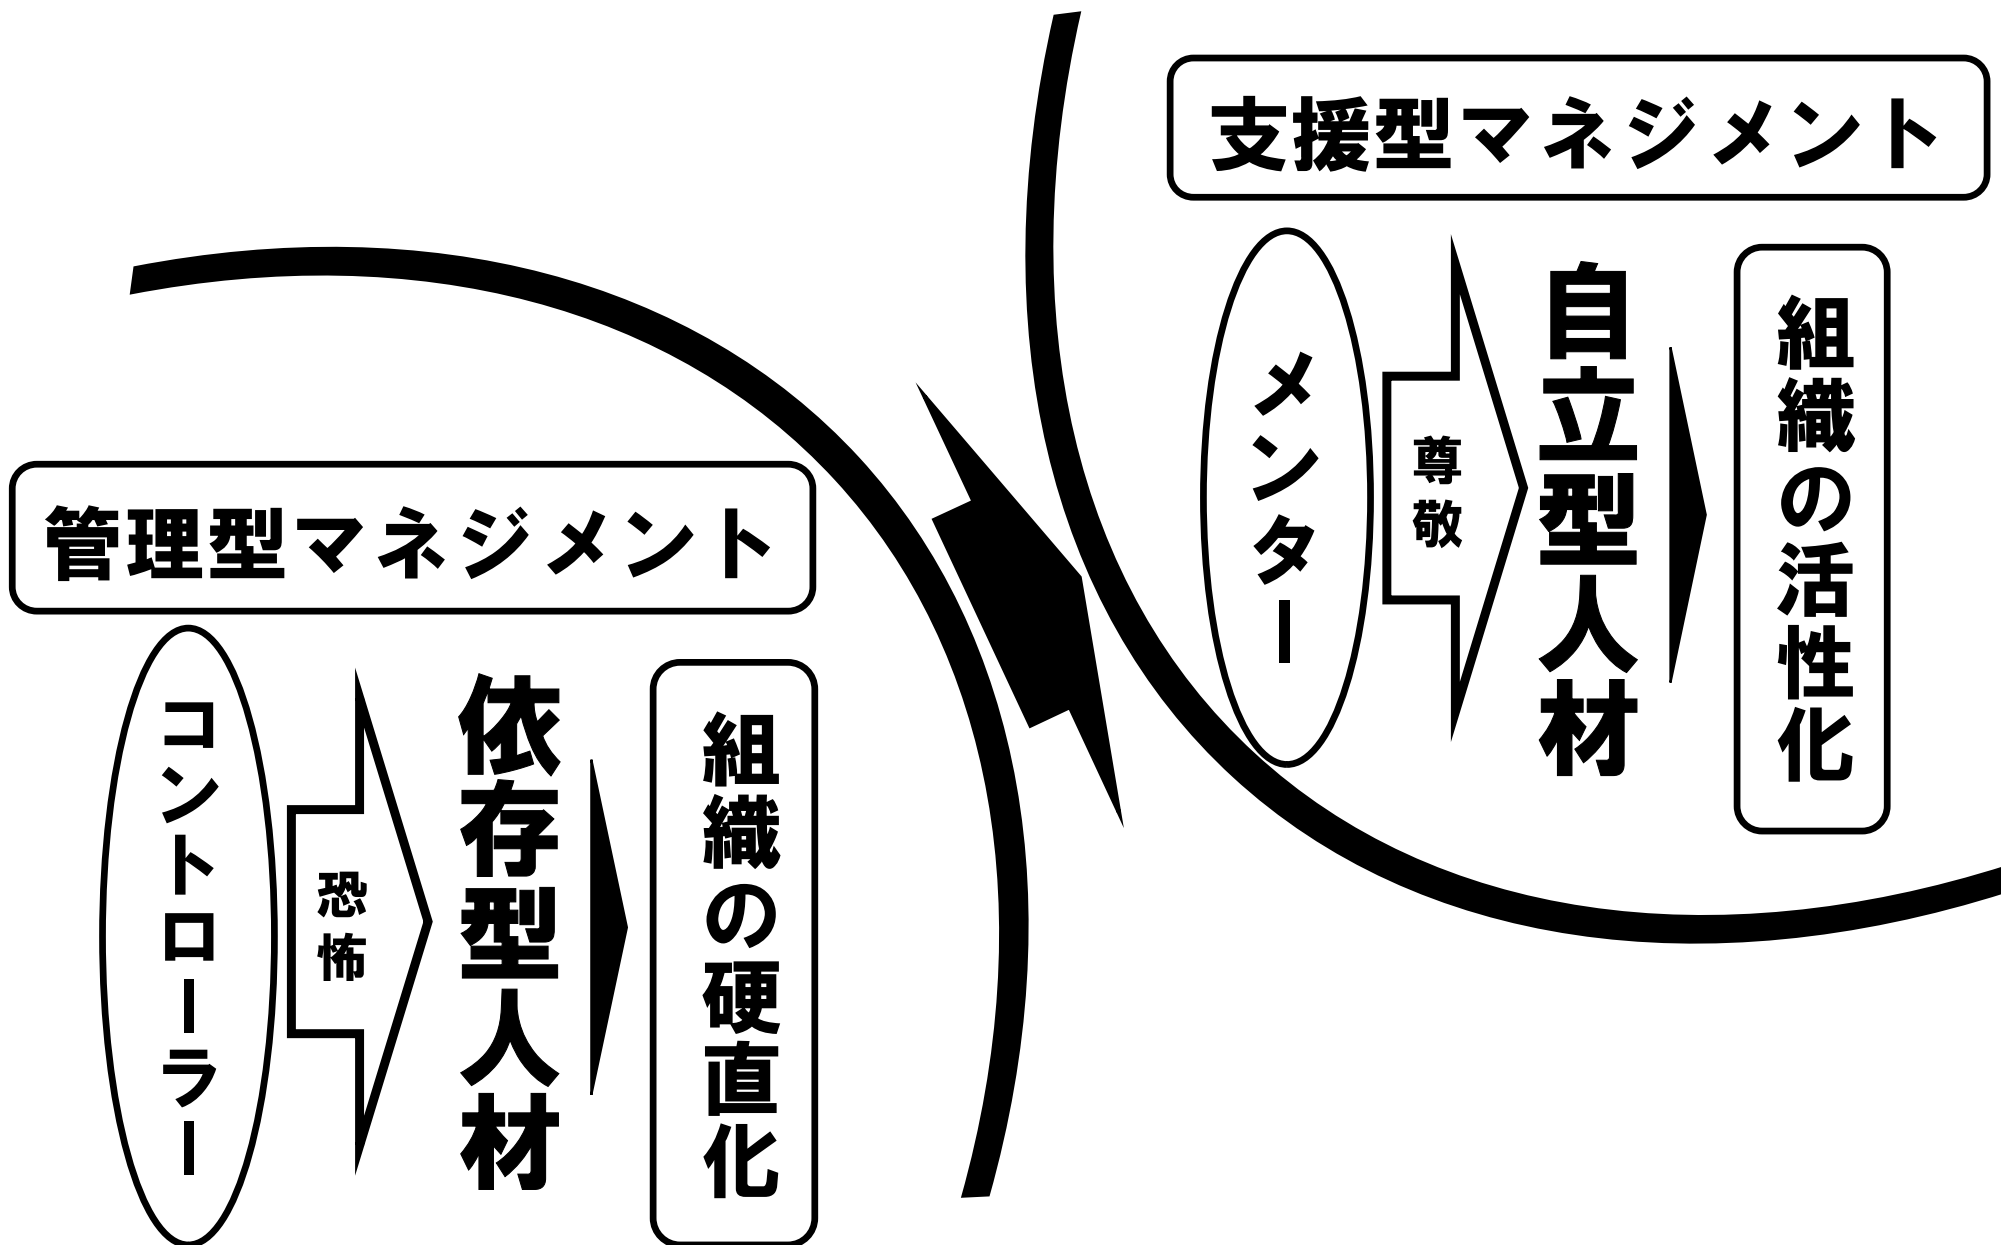 管理型マネジメント
コントローラー
恐怖
依存型人材
組織の硬直化
支援型マネジメント
メンター
尊敬
自立型人材
組織の活性化